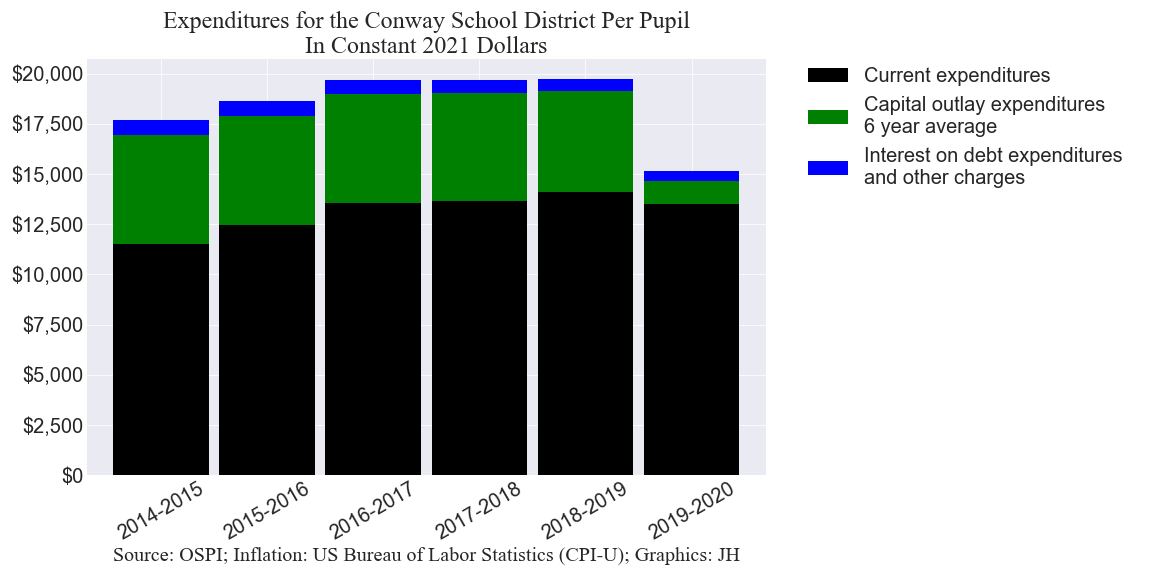 Expenditures for the Conway School District Per Pupil
In Constant 2021 Dollars
$20,000
$17,500
$15,000
$12,500
$10,000
$7,500
$5,000
$2,500
$0
2014-2015
2015-2016
2016-2017
2017-2018
2018-2019
2019-2020
Current expenditures
Capital outlay expenditures
6 year average
Interest on debt expenditures
and other charges
Source: OSPI; Inflation: US Bureau of Labor Statistics (CPI-U); Graphics: JH